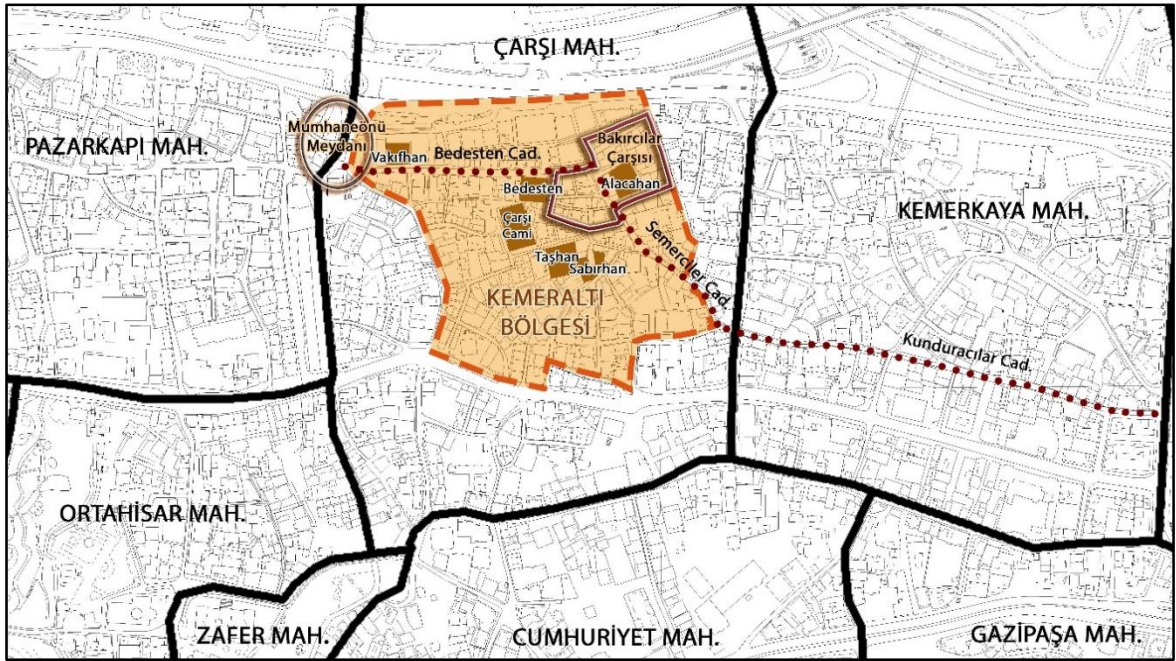 ÇARŞI MAH.
Mumhaneönü
Meydanı
PAZARKAPI MAH.
Vakıfhan
Bedesten Cad.
Bakırcılar
Çarşısı
Bedesten
Alacahan
KEMERKAYA MAH.
Çarşı
Cami
Semerciler Cad.
Taşhan
Sabırhan
KEMERALTI
BÖLGESİ
Kunduracılar Cad.
ORTAHİSAR MAH.
ZAFER MAH.
CUMHURİYET MAH.
GAZİPAŞA MAH.